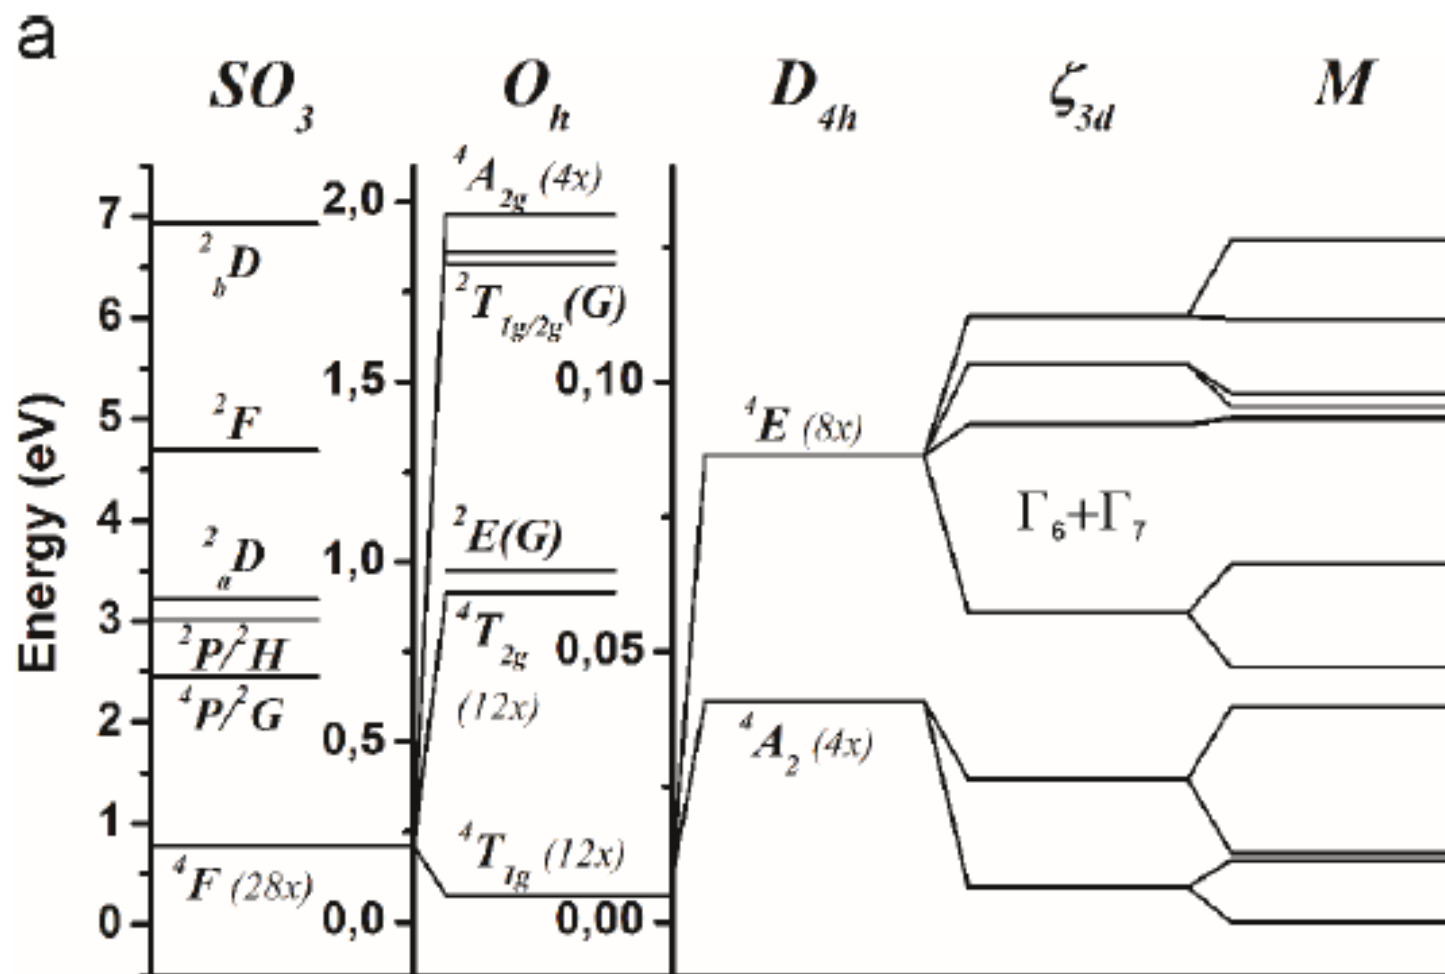 a
SO₃ Oₕ D₄ₕ ζ₃d M
Energy (eV)
7
6
5
4
3
2
1
0
²ᵦD
²F
²ₐD
²P/²H
⁴P/²G
⁴F (28x)
2,0
1,5
1,0
0,5
0,0
⁴A₂g (4x)
²T₁g/₂g(G)
²E(G)
⁴T₂g
(12x)
⁴T₁g (12x)
0,10
0,05
0,00
⁴E (8x)
⁴A₂ (4x)
Γ₆+Γ₇